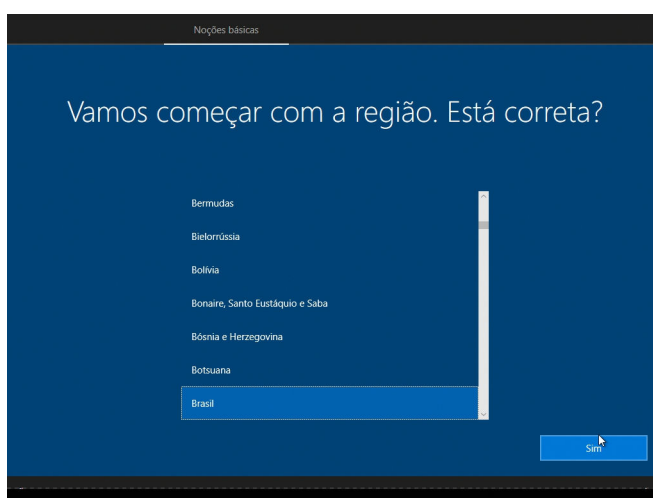 Noções básicas
Vamos começar com a região. Está correta?
Bermudas
Bielorrússia
Bolívia
Bonaire, Santo Eustáquio e Saba
Bósnia e Herzegovina
Botsuana
Brasil
Sim